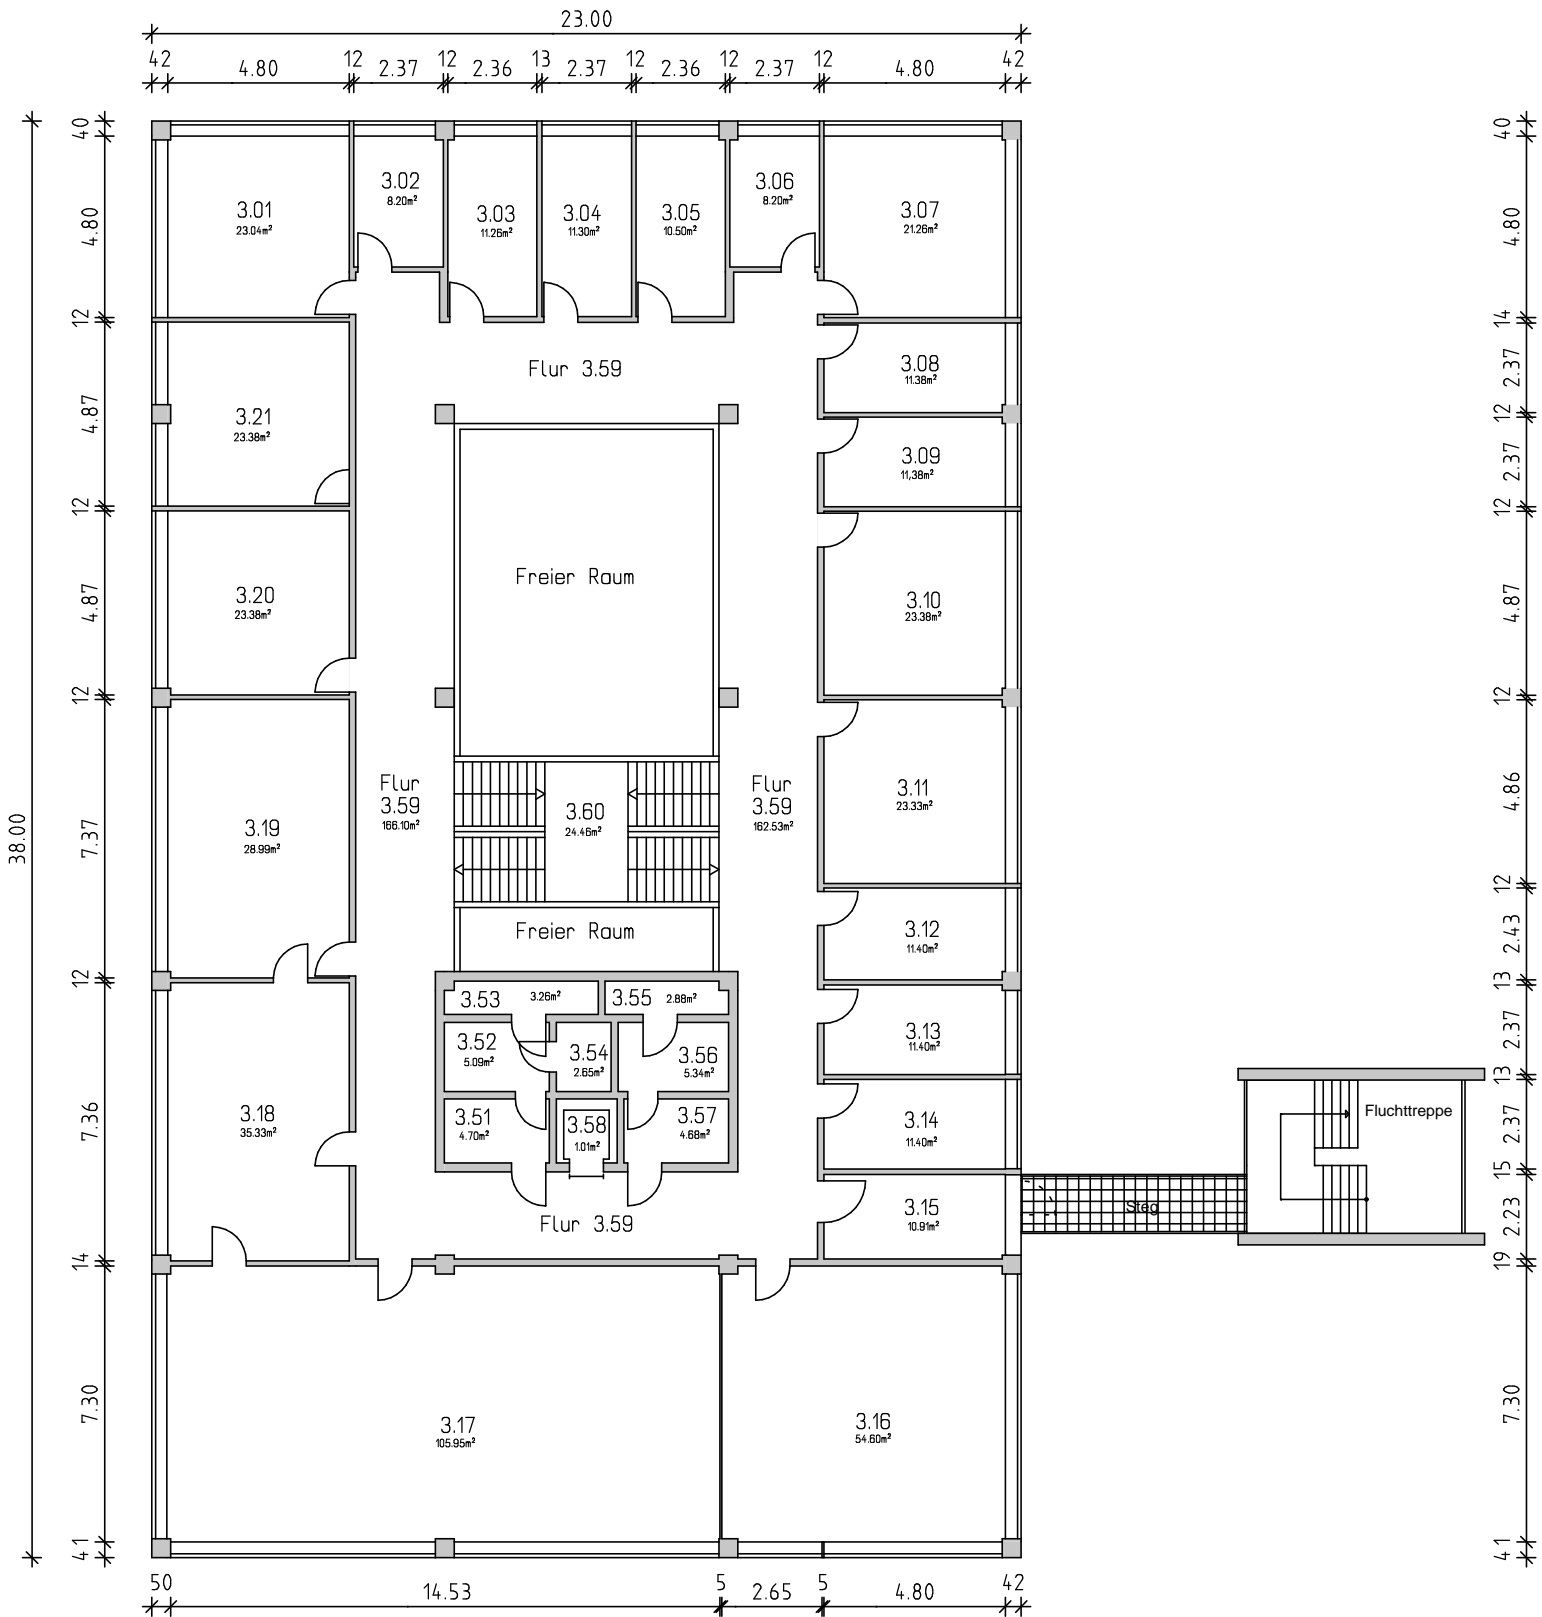 23.00
42 4.80 12 2.37 12 2.36 13 2.37 12 2.36 12 2.37 12 4.80 42
38.00
40
4.80
12
4.87
12
4.87
12
7.37
12
7.36
14
7.30
41
3.01
23.04m²
3.02
8.20m²
3.03
11.26m²
3.04
11.30m²
3.05
10.50m²
3.06
8.20m²
3.07
21.26m²
Flur 3.59
3.08
11.38m²
3.21
23.38m²
3.09
11,38m²
Freier Raum
3.20
23.38m²
3.10
23.38m²
Flur
3.59
166.10m²
3.60
24.46m²
Flur
3.59
162.53m²
3.11
23.33m²
3.19
28.99m²
Freier Raum
3.12
11.40m²
3.53 3.26m²
3.55 2.88m²
3.52
5.09m²
3.54
2.65m²
3.56
5.34m²
3.13
11.40m²
3.51
4.70m²
3.58
1.01m²
3.57
4.68m²
3.18
35.33m²
3.14
11.40m²
Fluchttreppe
Flur 3.59
3.15
10.91m²
Steg
3.17
105.95m²
3.16
54.60m²
40
4.80
14
2.37
12
2.37
12
4.87
12
4.86
12
2.43
13
2.37
13
2.37
15
2.23
19
7.30
41
50 14.53 5 2.65 5 4.80 42